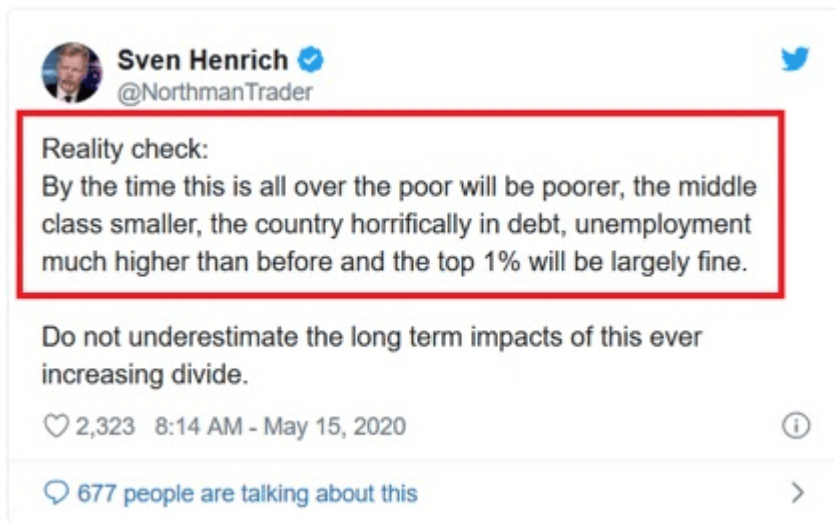 Sven Henrich
@NorthmanTrader
Reality check:
By the time this is all over the poor will be poorer, the middle
class smaller, the country horrifically in debt, unemployment
much higher than before and the top 1% will be largely fine.
Do not underestimate the long term impacts of this ever
increasing divide.
2,323 8:14 AM - May 15, 2020
677 people are talking about this